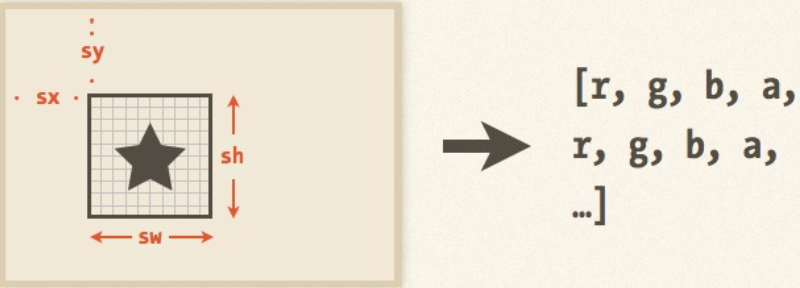 sy
sx
sh
sw
[r, g, b, a,
r, g, b, a,
…]